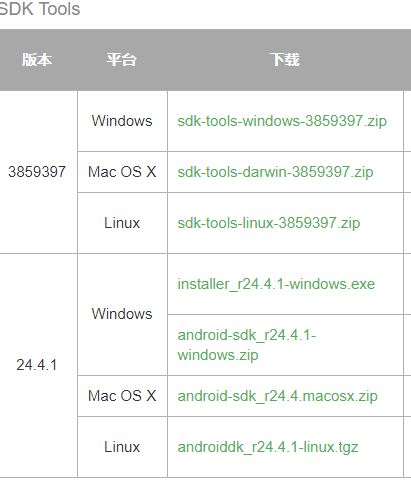 SDK Tools
版本 平台 下载
3859397
Windows sdk-tools-windows-3859397.zip
Mac OS X sdk-tools-darwin-3859397.zip
Linux sdk-tools-linux-3859397.zip
24.4.1
Windows
installer_r24.4.1-windows.exe
android-sdk_r24.4.1-
windows.zip
Mac OS X android-sdk_r24.4.macosx.zip
Linux androiddk_r24.4.1-linux.tgz